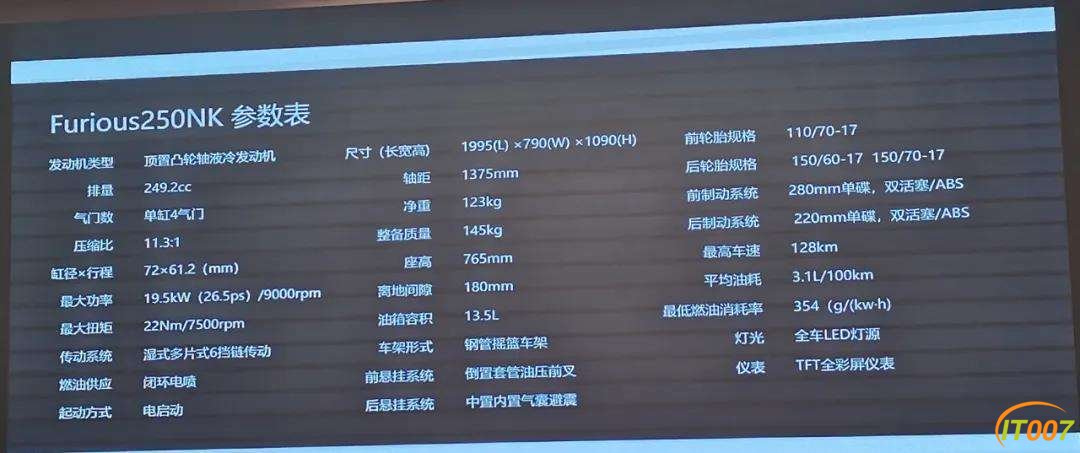 Furious250NK 参数表
发动机类型 顶置凸轮轴液冷发动机
排量 249.2cc
气门数 单缸4气门
压缩比 11.3:1
缸径×行程 72×61.2（mm）
最大功率 19.5kW（26.5ps）/9000rpm
最大扭矩 22Nm/7500rpm
传动系统 湿式多片式6挡链传动
燃油供应 闭环电喷
起动方式 电启动
尺寸（长宽高） 1995(L) ×790(W) ×1090(H)
轴距 1375mm
净重 123kg
整备质量 145kg
座高 765mm
离地间隙 180mm
油箱容积 13.5L
车架形式 钢管摇篮车架
前悬挂系统 倒置套管油压前叉
后悬挂系统 中置内置气囊避震
前轮胎规格 110/70-17
后轮胎规格 150/60-17 150/70-17
前制动系统 280mm单碟，双活塞/ABS
后制动系统 220mm单碟，双活塞/ABS
最高车速 128km
平均油耗 3.1L/100km
最低燃油消耗率 354（g/(kw·h)
灯光 全车LED灯源
仪表 TFT全彩屏仪表
IT007